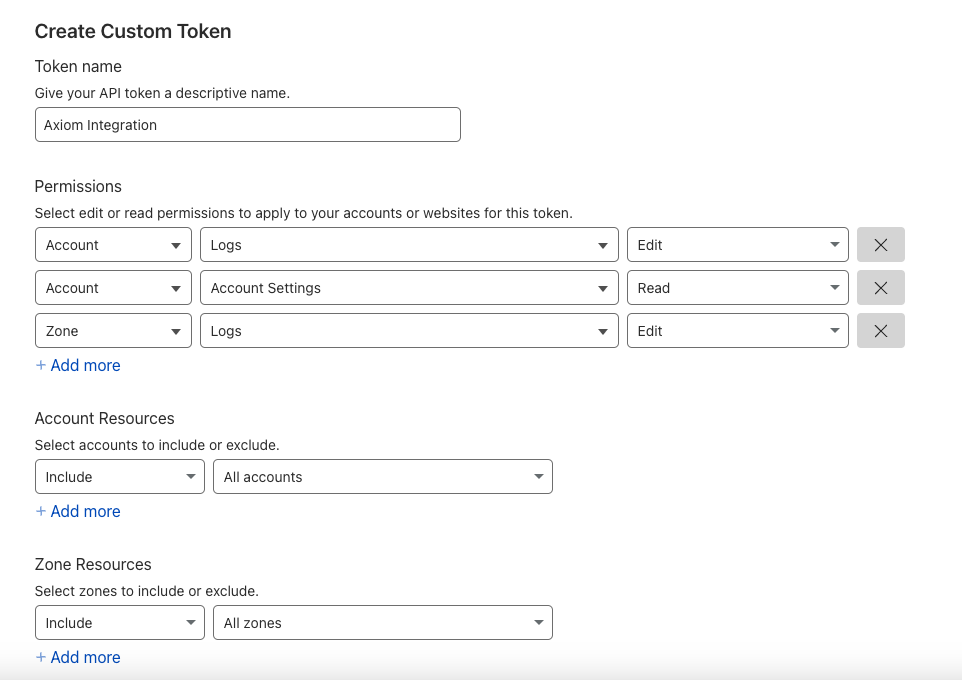 Create Custom Token
Token name
Give your API token a descriptive name.
Axiom Integration
Permissions
Select edit or read permissions to apply to your accounts or websites for this token.
Account Logs Edit
Account Account Settings Read
Zone Logs Edit
+ Add more
Account Resources
Select accounts to include or exclude.
Include All accounts
+ Add more
Zone Resources
Select zones to include or exclude.
Include All zones
+ Add more